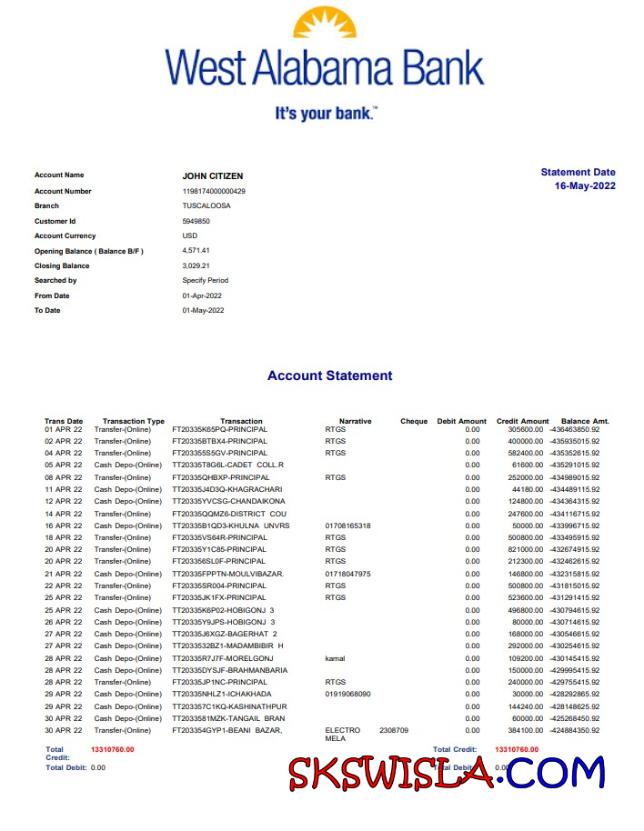 West Alabama Bank
It's your bank.™
Statement Date
16-May-2022
Account Name JOHN CITIZEN
Account Number 1198174000000429
Branch TUSCALOOSA
Customer Id 5949850
Account Currency USD
Opening Balance ( Balance B/F ) 4,571.41
Closing Balance 3,029.21
Searched by Specify Period
From Date 01-Apr-2022
To Date 01-May-2022
Account Statement
Trans Date Transaction Type Transaction Narrative Cheque Debit Amount Credit Amount Balance Amt.
01 APR 22 Transfer-(Online) FT20335K65PQ-PRINCIPAL RTGS 0.00 305600.00 -436463850.92
02 APR 22 Transfer-(Online) FT20335BTBX4-PRINCIPAL RTGS 0.00 400000.00 -435935015.92
04 APR 22 Transfer-(Online) FT203355S5GV-PRINCIPAL RTGS 0.00 582400.00 -435352615.92
05 APR 22 Cash Depo-(Online) TT20335T8G6L-CADET COLL.R 0.00 61600.00 -435291015.92
08 APR 22 Transfer-(Online) FT20335QHBXP-PRINCIPAL RTGS 0.00 252000.00 -434989015.92
11 APR 22 Cash Depo-(Online) TT20335J4D3Q-KHAGRACHARI 0.00 44180.00 -434489115.92
12 APR 22 Cash Depo-(Online) TT20335YVCSG-CHANDAIKONA 0.00 124800.00 -434364315.92
14 APR 22 Transfer-(Online) FT20335QQMZ6-DISTRICT COU 0.00 247600.00 -434116715.92
16 APR 22 Cash Depo-(Online) TT20335B1QD3-KHULNA UNVRS 01708165318 0.00 50000.00 -433996715.92
18 APR 22 Transfer-(Online) FT20335VS64R-PRINCIPAL RTGS 0.00 500800.00 -433495915.92
20 APR 22 Transfer-(Online) FT20335Y1C85-PRINCIPAL RTGS 0.00 821000.00 -432674915.92
20 APR 22 Transfer-(Online) FT203356SL0F-PRINCIPAL RTGS 0.00 212300.00 -432462615.92
21 APR 22 Cash Depo-(Online) TT20335FPPTN-MOULVIBAZAR. 01718047975 0.00 146800.00 -432315815.92
22 APR 22 Transfer-(Online) FT20335SR004-PRINCIPAL RTGS 0.00 500800.00 -431815015.92
25 APR 22 Transfer-(Online) FT20335JK1FX-PRINCIPAL RTGS 0.00 523600.00 -431291415.92
25 APR 22 Cash Depo-(Online) TT20335K6P02-HOBIGONJ 3 0.00 496800.00 -430794615.92
26 APR 22 Cash Depo-(Online) TT20335Y9JPS-HOBIGONJ 3 0.00 80000.00 -430714615.92
27 APR 22 Cash Depo-(Online) TT20335J6XGZ-BAGERHAT 2 0.00 168000.00 -430546615.92
27 APR 22 Cash Depo-(Online) TT2033532BZ1-MADAMBIBIR H 0.00 292000.00 -430254615.92
28 APR 22 Cash Depo-(Online) TT20335R7J7F-MORELGONJ kamal 0.00 109200.00 -430145415.92
28 APR 22 Cash Depo-(Online) TT20335DYSJF-BRAHMANBARIA 0.00 150000.00 -429995415.92
28 APR 22 Transfer-(Online) FT20335JP1NC-PRINCIPAL RTGS 0.00 240000.00 -429755415.92
29 APR 22 Cash Depo-(Online) TT20335NHLZ1-ICHAKHADA 01919068090 0.00 30000.00 -428292865.92
29 APR 22 Cash Depo-(Online) TT203357C1KQ-KASHINATHPUR 0.00 144240.00 -428148625.92
30 APR 22 Cash Depo-(Online) TT2033581MZK-TANGAIL BRAN 0.00 60000.00 -425268450.92
30 APR 22 Transfer-(Online) FT203354GYP1-BEANI BAZAR, ELECTRO MELA 2308709 0.00 384100.00 -424884350.92
Total Credit: 13310760.00 Total Credit: 13310760.00
Total Debit: 0.00 Total Debit: 0.00
SKSWISLA.COM